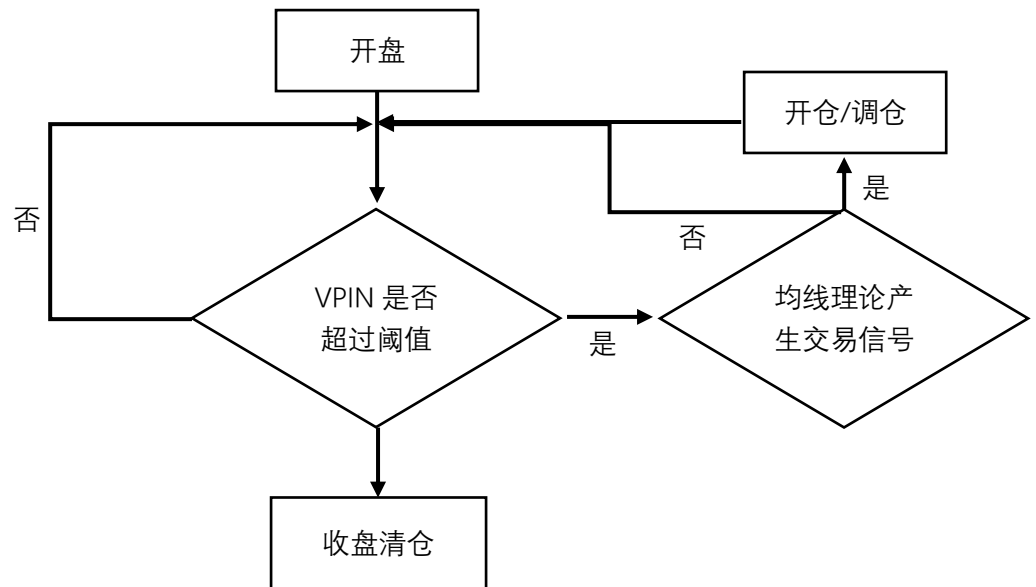 开盘
开仓/调仓
是
否
否
VPIN 是否
超过阈值
是
均线理论产
生交易信号
收盘清仓